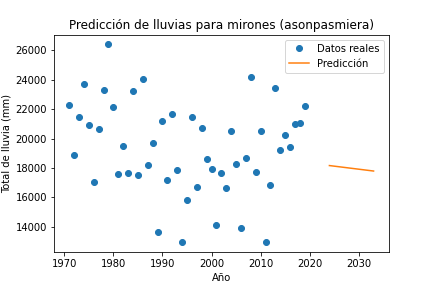 Predicción de lluvias para mirones (asonpasmiera)
Datos reales
Predicción
Total de lluvia (mm)
26000
24000
22000
20000
18000
16000
14000
1970
1980
1990
2000
2010
2020
2030
Año